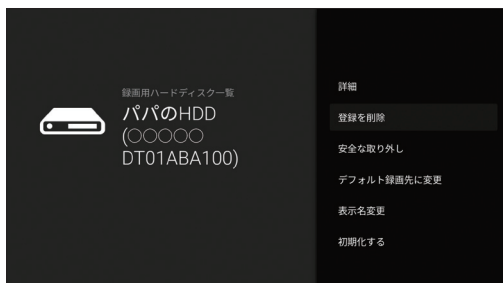 録画用ハードディスク一覧
パパのHDD
(○○○○○
DT01ABA100)
詳細
登録を削除
安全な取り外し
デフォルト録画先に変更
表示名変更
初期化する